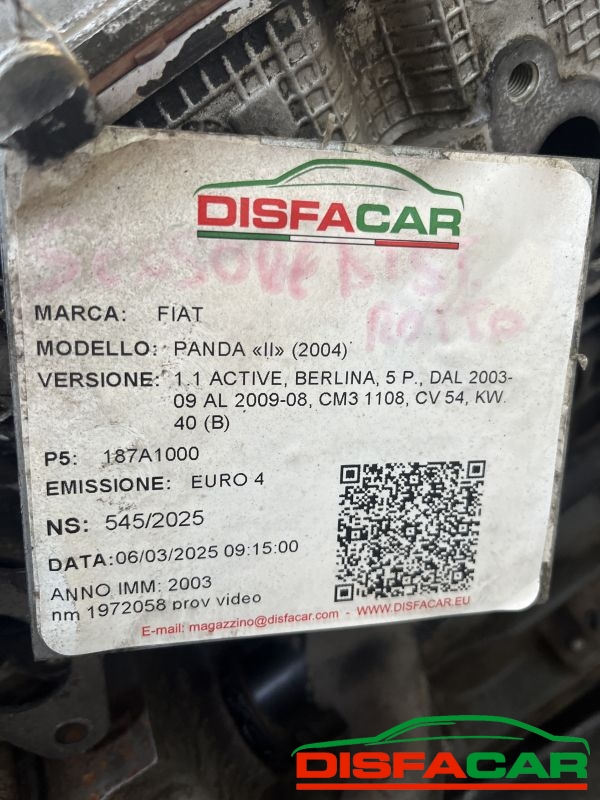 DISFACAR
ROTTO
MARCA: FIAT
MODELLO: PANDA «II» (2004)
VERSIONE: 1.1 ACTIVE, BERLINA, 5 P., DAL 2003-
09 AL 2009-08, CM3 1108, CV 54, KW
40 (B)
P5: 187A1000
EMISSIONE: EURO 4
NS: 545/2025
DATA:06/03/2025 09:15:00
ANNO IMM: 2003
nm 1972058 prov video
E-mail: magazzino@disfacar.com - WWW.DISFACAR.EU
DISFACAR